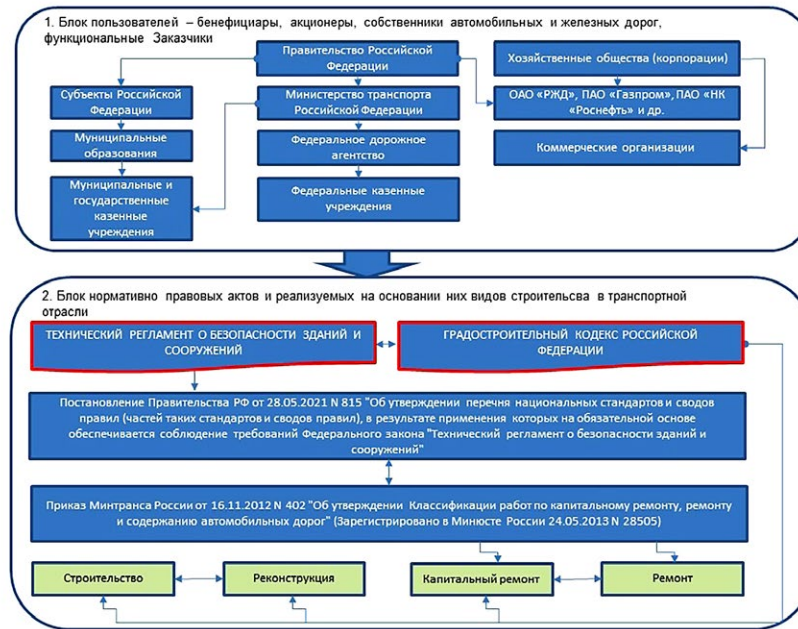 1. Блок пользователей – бенефициары, акционеры, собственники автомобильных и железных дорог,
функциональные Заказчики
Правительство Российской
Федерации
Хозяйственные общества (корпорации)
Субъекты Российской
Федерации
Министерство транспорта
Российской Федерации
ОАО «РЖД», ПАО «Газпром», ПАО «НК
«Роснефть» и др.
Муниципальные
образования
Федеральное дорожное
агентство
Коммерческие организации
Муниципальные и
государственные
казенные
учреждения
Федеральные казенные
учреждения
2. Блок нормативно правовых актов и реализуемых на основании них видов строительсва в транспортной
отрасли
ТЕХНИЧЕСКИЙ РЕГЛАМЕНТ О БЕЗОПАСНОСТИ ЗДАНИЙ И
СООРУЖЕНИЙ
ГРАДОСТРОИТЕЛЬНЫЙ КОДЕКС РОССИЙСКОЙ
ФЕДЕРАЦИИ
Постановление Правительства РФ от 28.05.2021 N 815 "Об утверждении перечня национальных стандартов и сводов
правил (частей таких стандартов и сводов правил), в результате применения которых на обязательной основе
обеспечивается соблюдение требований Федерального закона "Технический регламент о безопасности зданий и
сооружений"
Приказ Минтранса России от 16.11.2012 N 402 "Об утверждении Классификации работ по капитальному ремонту, ремонту
и содержанию автомобильных дорог" (Зарегистрировано в Минюсте России 24.05.2013 N 28505)
Строительство
Реконструкция
Капитальный ремонт
Ремонт